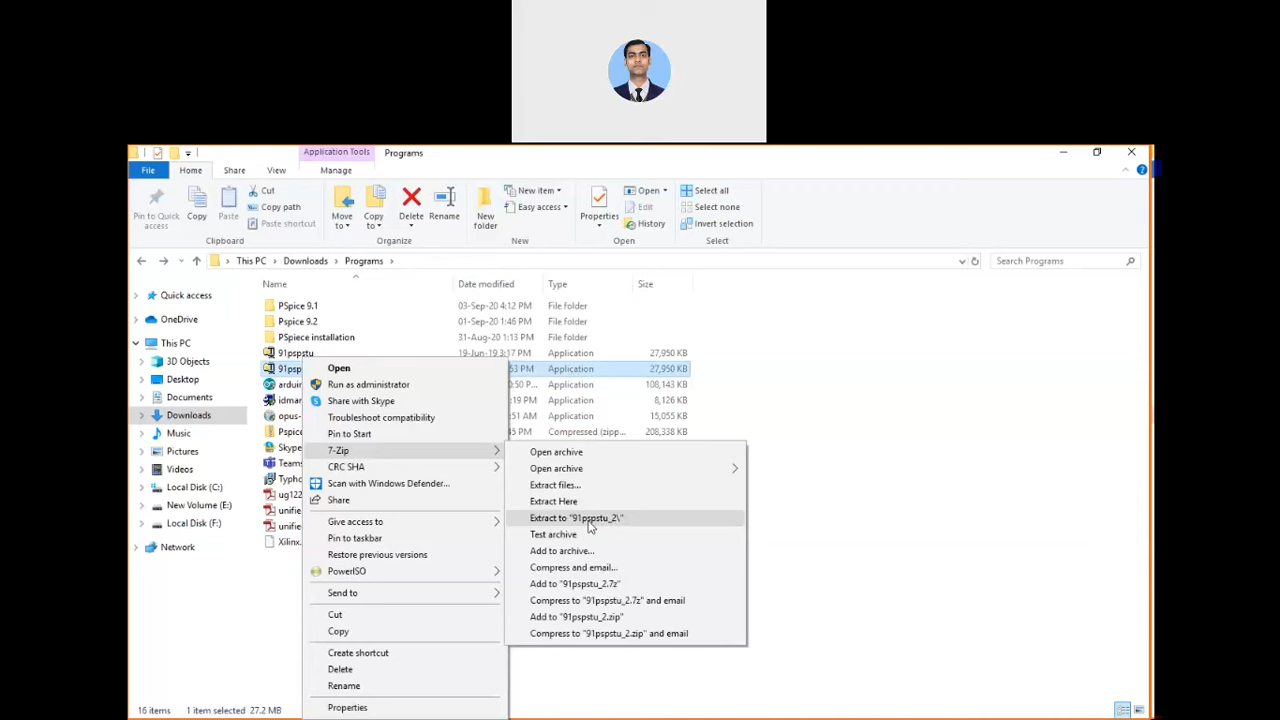 Application Tools Programs
File Home Share View Manage
Pin to Quick access
Copy
Paste
Cut
Copy path
Paste shortcut
Clipboard
Move to
Copy to
Delete
Rename
Organize
New folder
New item
Easy access
New
Properties
Open
Edit
History
Open
Select all
Select none
Invert selection
Select
This PC Downloads Programs
Search Programs
Quick access
OneDrive
This PC
3D Objects
Desktop
Documents
Downloads
Music
Pictures
Videos
Local Disk (C:)
New Volume (E:)
Local Disk (F:)
Network
Name Date modified Type Size
PSpice 9.1 03-Sep-20 4:12 PM File folder
Pspice 9.2 01-Sep-20 1:46 PM File folder
PSpiece installation 31-Aug-20 1:13 PM File folder
91pspstu 19-Jun-19 3:17 PM Application 27,950 KB
91psp 53 PM Application 27,950 KB
arduin 0:50 P... Application 108,143 KB
idman :19 PM Application 8,126 KB
opus- :51 AM Application 15,055 KB
Pspice 45 PM Compressed (zipp... 208,338 KB
Skype
Teams
Typho
ug122
unifie
unifie
Xilinx.
Open
Run as administrator
Share with Skype
Troubleshoot compatibility
Pin to Start
7-Zip
CRC SHA
Scan with Windows Defender...
Share
Give access to
Pin to taskbar
Restore previous versions
PowerISO
Send to
Cut
Copy
Create shortcut
Delete
Rename
Properties
Open archive
Open archive
Extract files...
Extract Here
Extract to "91pspstu_2\"
Test archive
Add to archive...
Compress and email...
Add to "91pspstu_2.7z"
Compress to "91pspstu_2.7z" and email
Add to "91pspstu_2.zip"
Compress to "91pspstu_2.zip" and email
16 items 1 item selected 27.2 MB